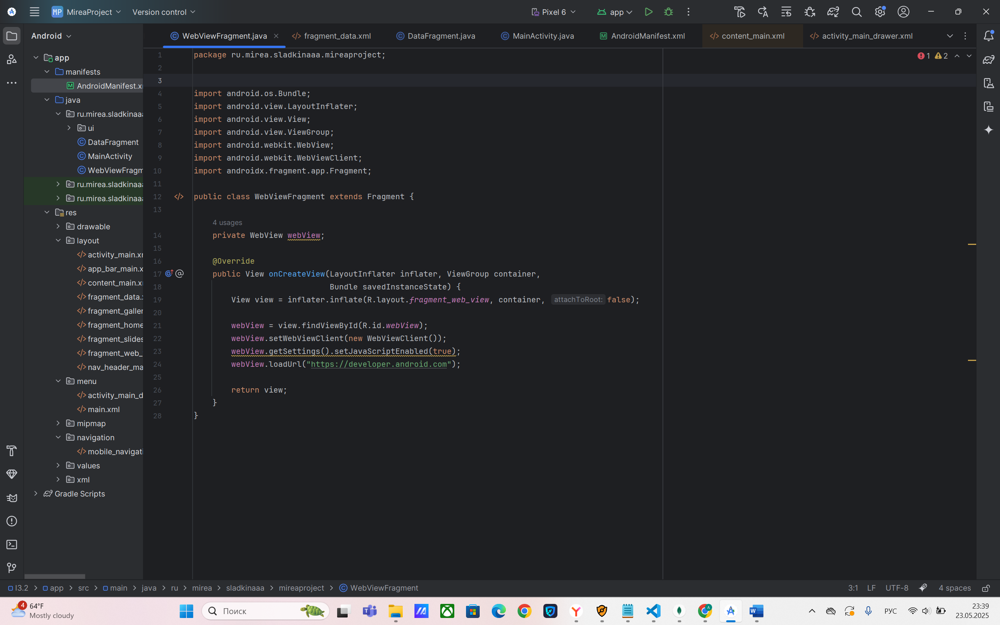 MP MireaProject Version control Pixel 6 app
Android
WebViewFragment.java fragment_data.xml DataFragment.java MainActivity.java AndroidManifest.xml content_main.xml activity_main_drawer.xml
app
manifests
AndroidManifest.x
java
ru.mirea.sladkinaaa
ui
DataFragment
MainActivity
WebViewFragm
ru.mirea.sladkinaaa
ru.mirea.sladkinaaa
res
drawable
layout
activity_main.x
app_bar_main.x
content_main.x
fragment_data.
fragment_galler
fragment_home
fragment_slides
fragment_web_
nav_header_ma
menu
activity_main_d
main.xml
mipmap
navigation
mobile_navigati
values
xml
Gradle Scripts
1 2
1 package ru.mirea.sladkinaaa.mireaproject;
2
3
4 import android.os.Bundle;
5 import android.view.LayoutInflater;
6 import android.view.View;
7 import android.view.ViewGroup;
8 import android.webkit.WebView;
9 import android.webkit.WebViewClient;
10 import androidx.fragment.app.Fragment;
11
12 public class WebViewFragment extends Fragment {
13
4 usages
14 private WebView webView;
15
16 @Override
17 public View onCreateView(LayoutInflater inflater, ViewGroup container,
18 Bundle savedInstanceState) {
19 View view = inflater.inflate(R.layout.fragment_web_view, container, attachToRoot: false);
20
21 webView = view.findViewById(R.id.webView);
22 webView.setWebViewClient(new WebViewClient());
23 webView.getSettings().setJavaScriptEnabled(true);
24 webView.loadUrl("https://developer.android.com");
25
26 return view;
27 }
28 }
I3.2 > app > src > main > java > ru > mirea > sladkinaaa > mireaproject > WebViewFragment 3:1 LF UTF-8 4 spaces
4 64°F
Mostly cloudy
Поиск
РУС
23:39
23.05.2025